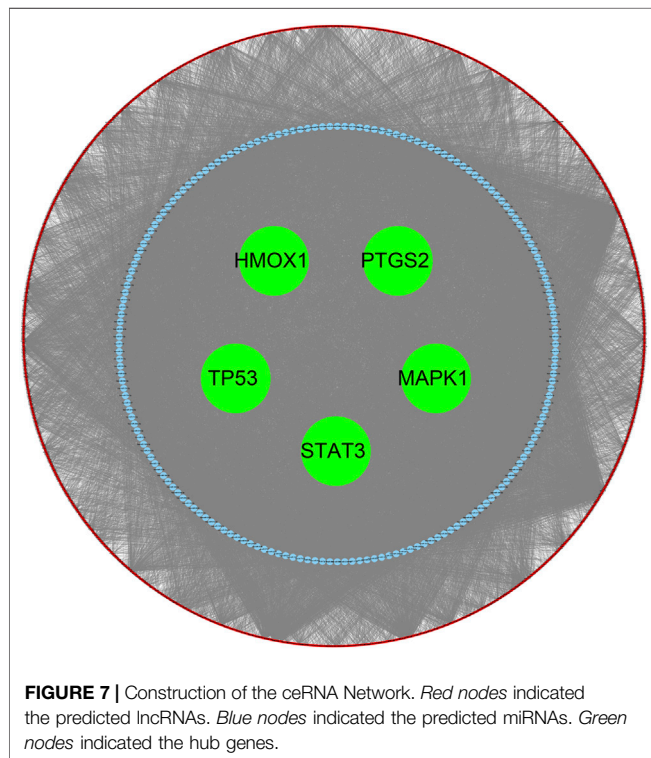 HMOX1 PTGS2
TP53 MAPK1
STAT3
FIGURE 7 | Construction of the ceRNA Network. Red nodes indicated
the predicted lncRNAs. Blue nodes indicated the predicted miRNAs. Green
nodes indicated the hub genes.